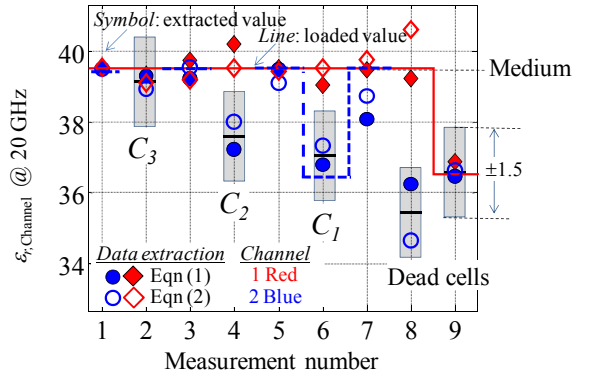 Symbol: extracted value
Line: loaded value
40
Medium
38
C3
C2
C1
±1.5
36
34
Dead cells
Data extraction Channel
Eqn (1) 1 Red
Eqn (2) 2 Blue
εr,Channel @ 20 GHz
1 2 3 4 5 6 7 8 9
Measurement number